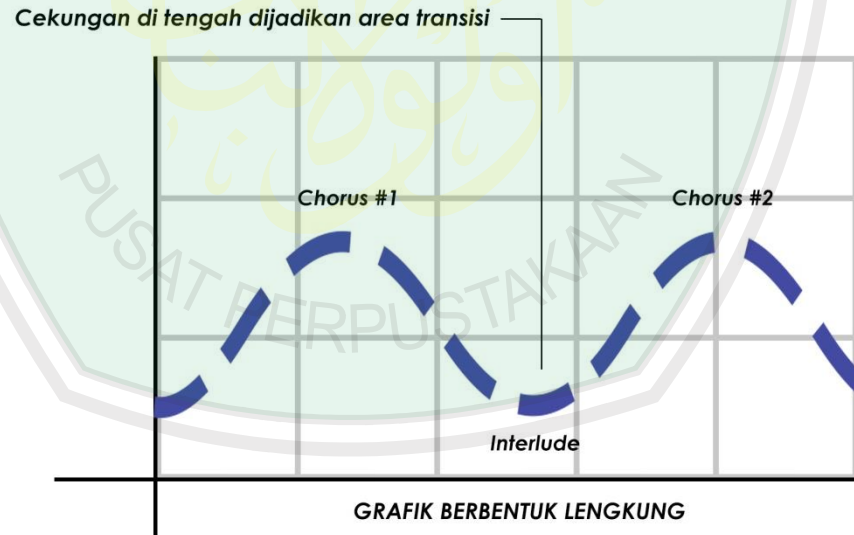 Cekungan di tengah dijadikan area transisi
Chorus #1
Chorus #2
PUSAT PERPUSTAKAAN
Interlude
GRAFIK BERBENTUK LENGKUNG